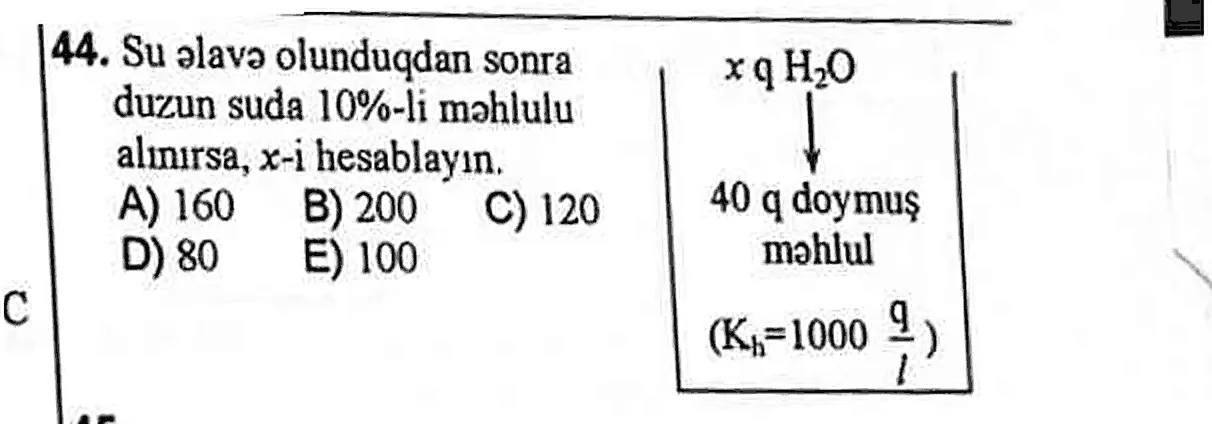 44. Su əlavə olunduqdan sonra
duzun suda 10%-li məhlulu
alınırsa, x-i hesablayın.
A) 160 B) 200 C) 120
D) 80 E) 100
x q H₂O
40 q doymuş
məhlul
(Kₕ=1000 q/l)
C